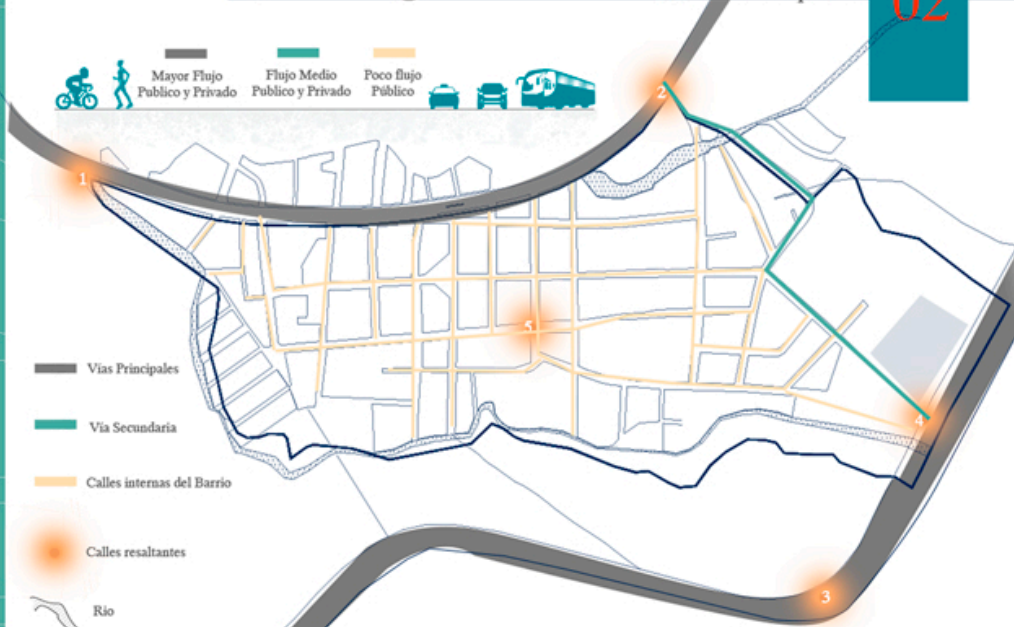 02
Mayor Flujo
Publico y Privado
Flujo Medio
Publico y Privado
Poco flujo
Público
1
2
5
4
3
Vías Principales
Vía Secundaria
Calles internas del Barrio
Calles resaltantes
Rio